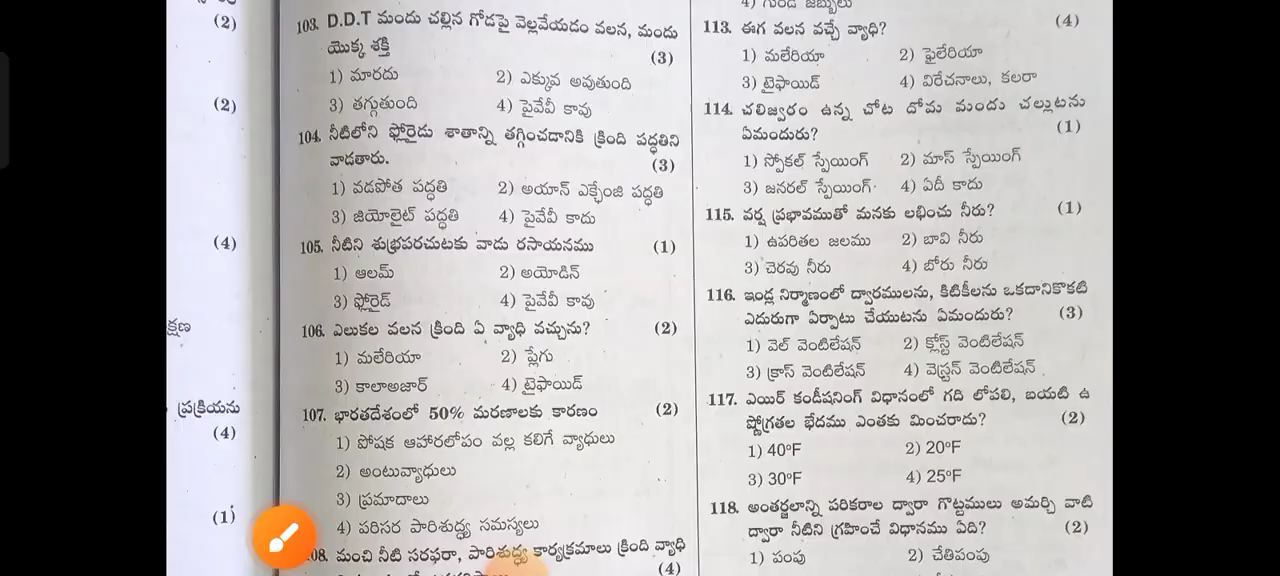 (2)
(2)
(4)
క్షణ
ప్రక్రియను
(4)
(1)
103. D.D.T మందు చల్లిన గోడపై వెల్లవేయడం వలన, మందు
యొక్క శక్తి (3)
1) మారదు 2) ఎక్కువ అవుతుంది
3) తగ్గుతుంది 4) పైవేవీ కావు
104. నీటిలోని ఫ్లోరైడు శాతాన్ని తగ్గించడానికి క్రింది పద్ధతిని
వాడతారు. (3)
1) వడపోత పద్ధతి 2) అయాన్ ఎక్ఛేంజి పద్ధతి
3) జియోలైట్ పద్ధతి 4) పైవేవీ కాదు
105. నీటిని శుభ్రపరచుటకు వాడు రసాయనము (1)
1) ఆలమ్ 2) అయోడిన్
3) ఫ్లోరైడ్ 4) పైవేవీ కావు
106. ఎలుకల వలన క్రింది ఏ వ్యాధి వచ్చును? (2)
1) మలేరియా 2) ప్లేగు
3) కాలాఅజార్ 4) టైఫాయిడ్
107. భారతదేశంలో 50% మరణాలకు కారణం (2)
1) పోషక ఆహారలోపం వల్ల కలిగే వ్యాధులు
2) అంటువ్యాధులు
3) ప్రమాదాలు
4) పరిసర పారిశుద్ధ్య సమస్యలు
08. మంచి నీటి సరఫరా, పారిశుద్ధ్య కార్యక్రమాలు క్రింది వ్యాధి
(4)
4) గుండె జబ్బులు
113. ఈగ వలన వచ్చే వ్యాధి? (4)
1) మలేరియా 2) ఫైలేరియా
3) టైఫాయిడ్ 4) విరేచనాలు, కలరా
114. చలిజ్వరం ఉన్న చోట దోమ మందు చల్లుటను
ఏమందురు? (1)
1) స్పోకల్ స్ప్రేయింగ్ 2) మాస్ స్ప్రేయింగ్
3) జనరల్ స్ప్రేయింగ్ 4) ఏదీ కాదు
115. వర్ష ప్రభావముతో మనకు లభించు నీరు? (1)
1) ఉపరితల జలము 2) బావి నీరు
3) చెరవు నీరు 4) బోరు నీరు
116. ఇండ్ల నిర్మాణంలో ద్వారములను, కిటికీలను ఒకదానికొకటి
ఎదురుగా ఏర్పాటు చేయుటను ఏమందురు? (3)
1) వెల్ వెంటిలేషన్ 2) క్లోస్ట్ వెంటిలేషన్
3) క్రాస్ వెంటిలేషన్ 4) వెస్ట్రన్ వెంటిలేషన్
117. ఎయిర్ కండీషనింగ్ విధానంలో గది లోపలి, బయటి ఉ
ష్ణోగ్రతల భేదము ఎంతకు మించరాదు? (2)
1) 40°F 2) 20°F
3) 30°F 4) 25°F
118. అంతర్జలాన్ని పరికరాల ద్వారా గొట్టములు అమర్చి వాటి
ద్వారా నీటిని గ్రహించే విధానము ఏది? (2)
1) పంపు 2) చేతిపంపు